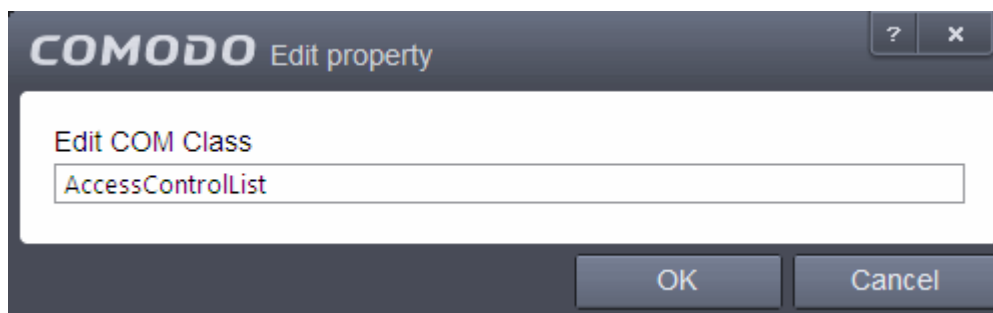 COMODO Edit property
? x
Edit COM Class
AccessControlList
OK Cancel